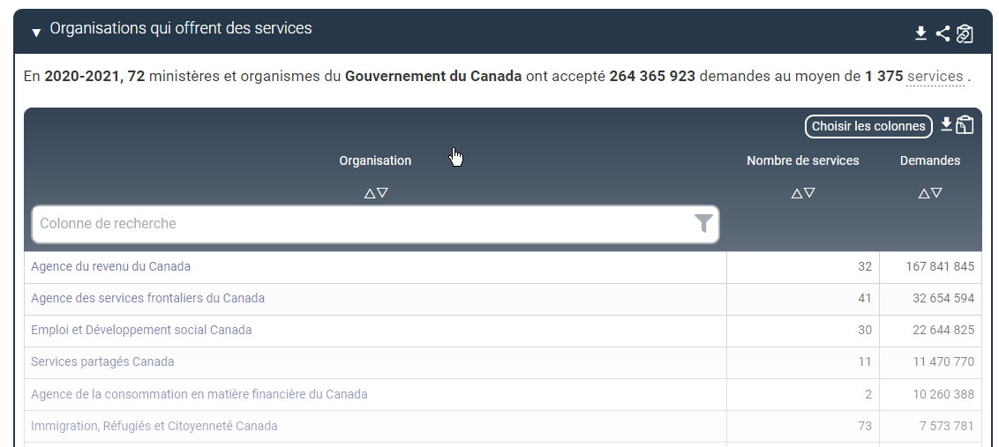 Organisations qui offrent des services
En 2020-2021, 72 ministères et organismes du Gouvernement du Canada ont accepté 264 365 923 demandes au moyen de 1 375 services .
Choisir les colonnes
Organisation Nombre de services Demandes
Colonne de recherche
Agence du revenu du Canada 32 167 841 845
Agence des services frontaliers du Canada 41 32 654 594
Emploi et Développement social Canada 30 22 644 825
Services partagés Canada 11 11 470 770
Agence de la consommation en matière financière du Canada 2 10 260 388
Immigration, Réfugiés et Citoyenneté Canada 73 7 573 781